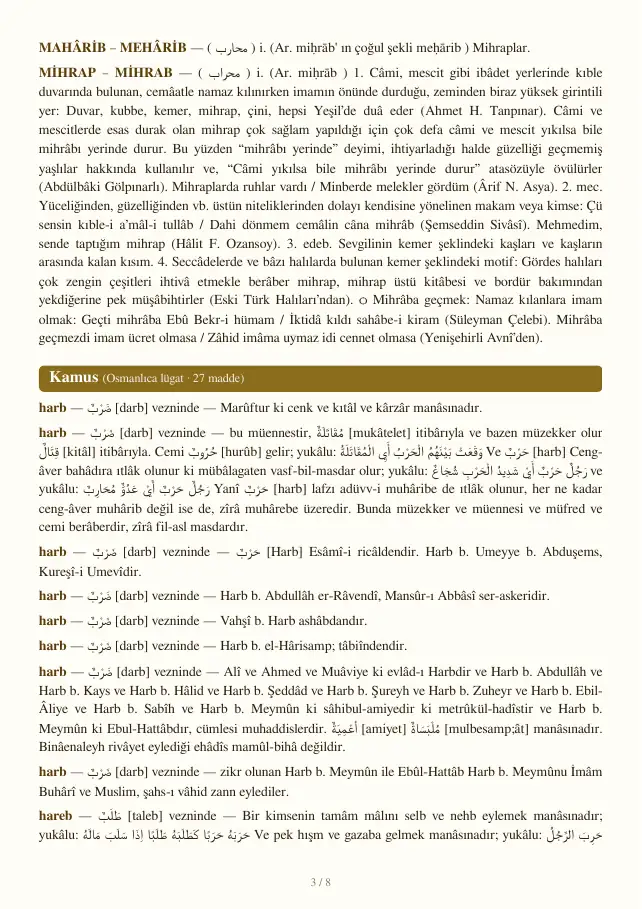 MAHÂRİB – MEHÂRİB — ( محارب ) i. (Ar. miḥrāb' ın çoğul şekli meḥārib ) Mihraplar.
MİHRAP – MİHRAB — ( محراب ) i. (Ar. miḥrāb ) 1. Câmi, mescit gibi ibâdet yerlerinde kıble
duvarında bulunan, cemâatle namaz kılınırken imamın önünde durduğu, zeminden biraz yüksek girintili
yer: Duvar, kubbe, kemer, mihrap, çini, hepsi Yeşil'de duâ eder (Ahmet H. Tanpınar). Câmi ve
mescitlerde esas durak olan mihrap çok sağlam yapıldığı için çok defa câmi ve mescit yıkılsa bile
mihrâbı yerinde durur. Bu yüzden “mihrâbı yerinde” deyimi, ihtiyarladığı halde güzelliği geçmemiş
yaşlılar hakkında kullanılır ve, “Câmi yıkılsa bile mihrâbı yerinde durur” atasözüyle övülürler
(Abdülbâki Gölpınarlı). Mihraplarda ruhlar vardı / Minberde melekler gördüm (Ârif N. Asya). 2. mec.
Yüceliğinden, güzelliğinden vb. üstün niteliklerinden dolayı kendisine yönelinen makam veya kimse: Çü
sensin kıble-i a'mâl-i tullâb / Dahi dönmem cemâlin câna mihrâb (Şemseddin Sivâsî). Mehmedim,
sende taptığım mihrap (Hâlit F. Ozansoy). 3. edeb. Sevgilinin kemer şeklindeki kaşları ve kaşların
arasında kalan kısım. 4. Seccâdelerde ve bâzı halılarda bulunan kemer şeklindeki motif: Gördes halıları
çok zengin çeşitleri ihtivâ etmekle berâber mihrap, mihrap üstü kitâbesi ve bordür bakımından
yekdiğerine pek müşâbihtirler (Eski Türk Halıları'ndan). ѻ Mihrâba geçmek: Namaz kılanlara imam
olmak: Geçti mihrâba Ebû Bekr-i hümam / İktidâ kıldı sahâbe-i kiram (Süleyman Çelebi). Mihrâba
geçmezdi imam ücret olmasa / Zâhid imâma uymaz idi cennet olmasa (Yenişehirli Avnî'den).
Kamus (Osmanlıca lügat · 27 madde)
harb — ضَرْبٌ [darb] vezninde — Marûftur ki cenk ve kıtâl ve kârzâr manâsınadır.
harb — ضَرْبٌ [darb] vezninde — bu müennestir, مُقَاتَلَةٌ [mukâtelet] itibarıyla ve bazen müzekker olur
قِتَالٌ [kitâl] itibârıyla. Cemi حُرُوبٌ [hurûb] gelir; yukâlu: وَقَعَتْ بَيْنَهُمُ الْحَرْبُ أَيِ الْمُقَاتَلَةُ Ve حَرْبٌ [harb] Ceng-
âver bahâdıra ıtlâk olunur ki mübâlagaten vasf-bil-masdar olur; yukâlu: رَجُلٌ حَرْبٌ أَيْ شَدِيدُ الْحَرْبِ شُجَاعٌ ve
yukâlu: رَجُلٌ حَرْبٌ أَيْ عَدُوٌّ مُحَارِبٌ Yanî حَرْبٌ [harb] lafzı adüvv-i muhâribe de ıtlâk olunur, her ne kadar
ceng-âver muhârib değil ise de, zîrâ muhârebe üzeredir. Bunda müzekker ve müennesi ve müfred ve
cemi berâberdir, zîrâ fil-asl masdardır.
harb — ضَرْبٌ [darb] vezninde — حَرْبٌ [Harb] Esâmî-i ricâldendir. Harb b. Umeyye b. Abduşems,
Kureşî-i Umevîdir.
harb — ضَرْبٌ [darb] vezninde — Harb b. Abdullâh er-Râvendî, Mansûr-ı Abbâsî ser-askeridir.
harb — ضَرْبٌ [darb] vezninde — Vahşî b. Harb ashâbdandır.
harb — ضَرْبٌ [darb] vezninde — Harb b. el-Hârisamp; tâbiîndendir.
harb — ضَرْبٌ [darb] vezninde — Alî ve Ahmed ve Muâviye ki evlâd-ı Harbdir ve Harb b. Abdullâh ve
Harb b. Kays ve Harb b. Hâlid ve Harb b. Şeddâd ve Harb b. Şureyh ve Harb b. Zuheyr ve Harb b. Ebil-
Âliye ve Harb b. Sabîh ve Harb b. Meymûn ki sâhibul-amiyedir ki metrûkül-hadîstir ve Harb b.
Meymûn ki Ebul-Hattâbdır, cümlesi muhaddislerdir. أَعْمِيَةٌ [amiyet] مُلْبَسَاةٌ [mulbesamp;ât] manâsınadır.
Binâenaleyh rivâyet eylediği ehâdîs mamûl-bihâ değildir.
harb — ضَرْبٌ [darb] vezninde — zikr olunan Harb b. Meymûn ile Ebûl-Hattâb Harb b. Meymûnu İmâm
Buhârî ve Muslim, şahs-ı vâhid zann eylediler.
hareb — طَلَبٌ [taleb] vezninde — Bir kimsenin tamâm mâlını selb ve nehb eylemek manâsınadır;
yukâlu: حَرَبَهُ حَرَبًا كَطَلَبَهُ طَلَبًا إِذَا سَلَبَ مَالَهُ Ve pek hışm ve gazaba gelmek manâsınadır; yukâlu: حَرِبَ الرَّجُلُ
3 / 8